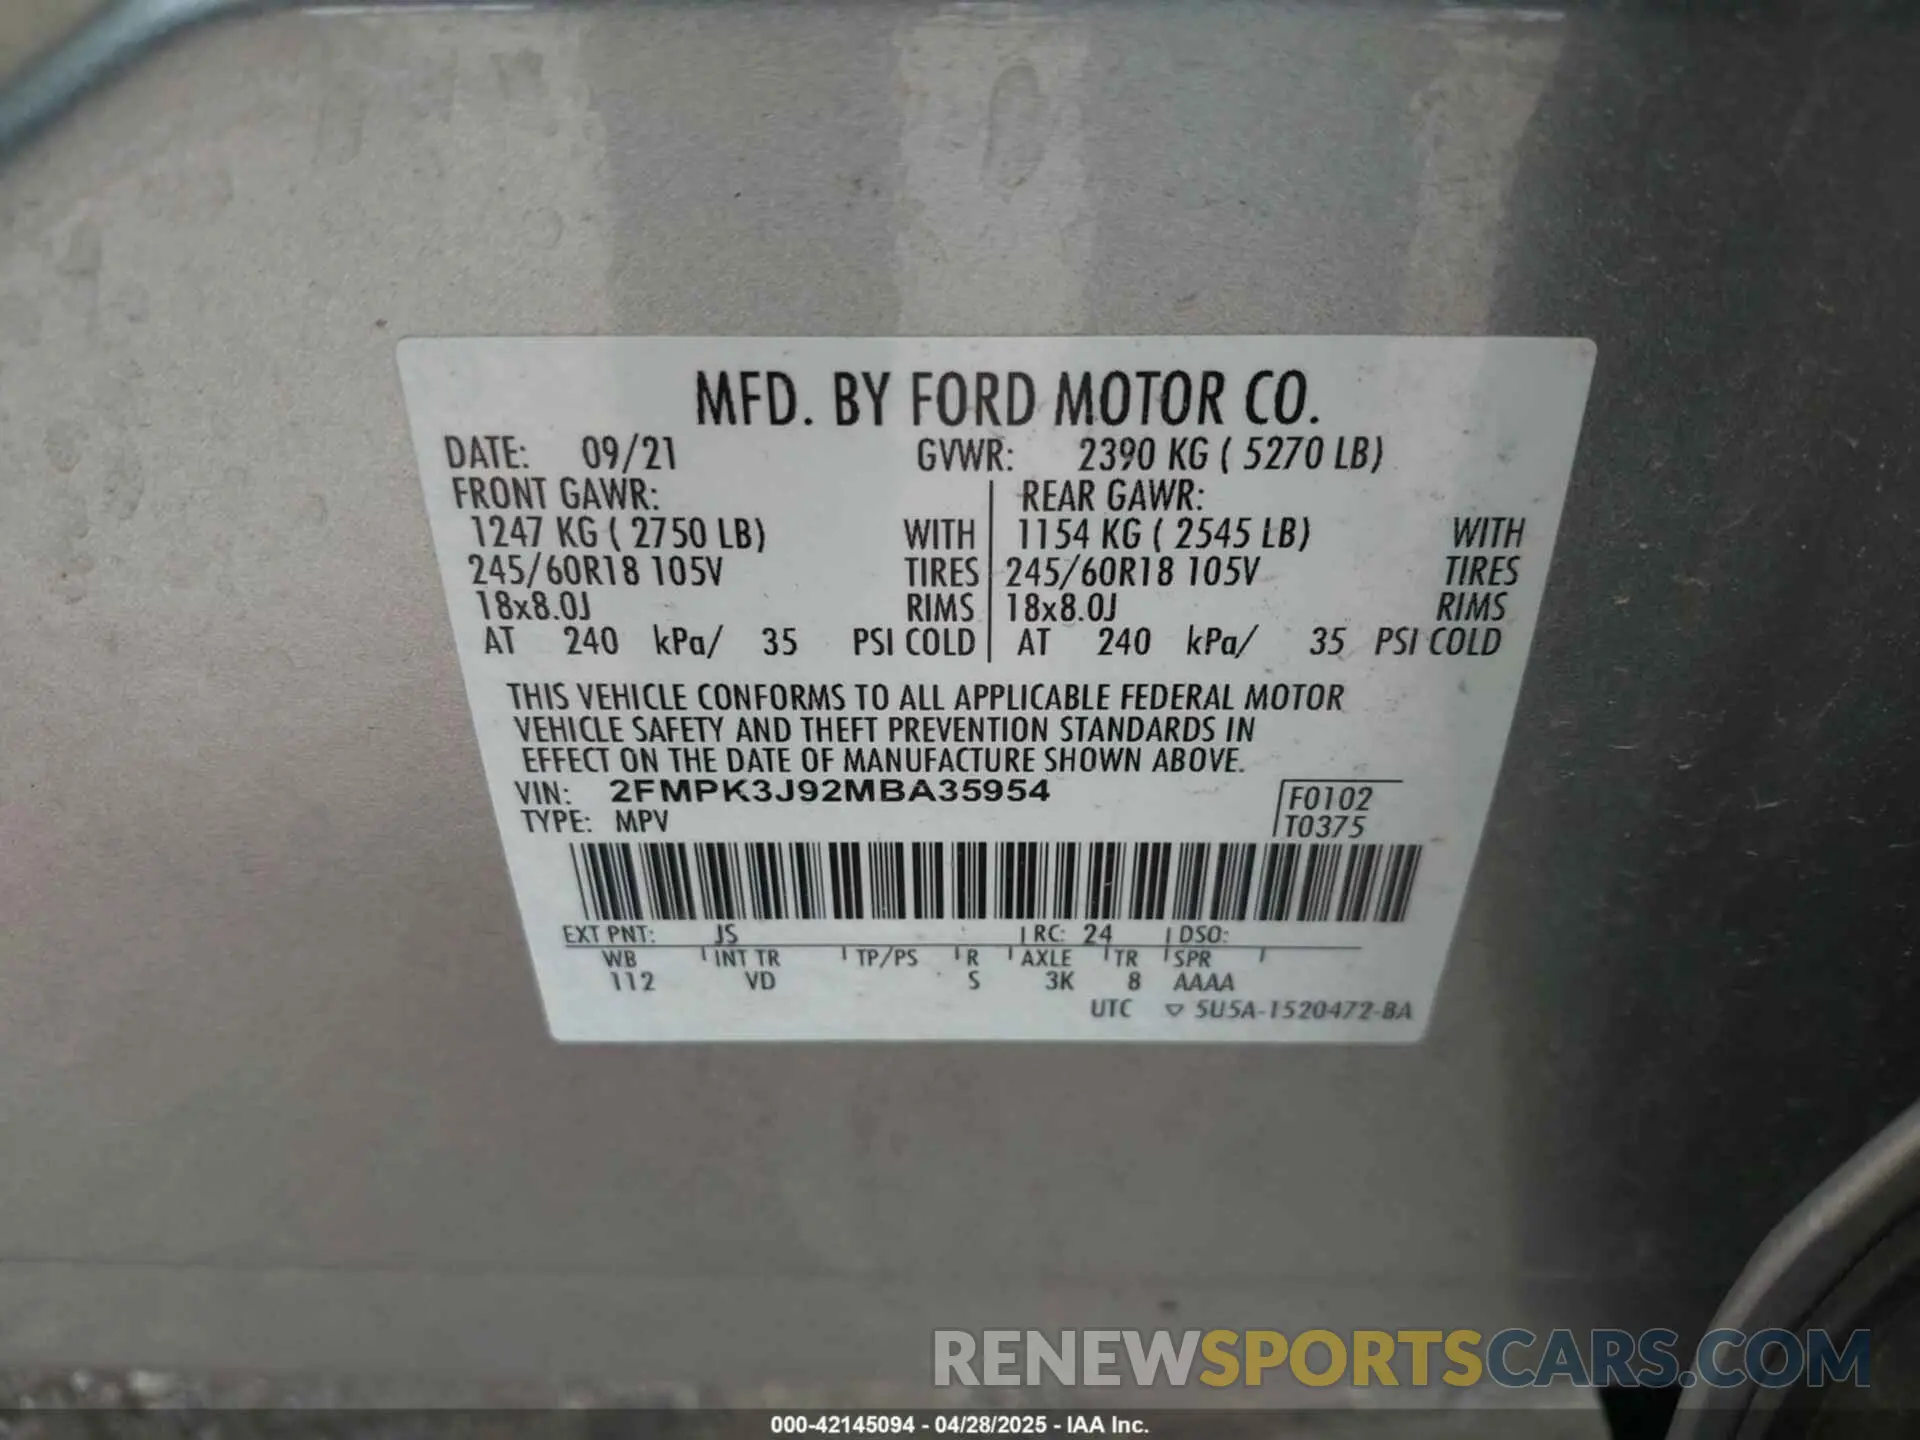 MFD. BY FORD MOTOR CO.
DATE: 09/21 GVWR: 2390 KG ( 5270 LB)
FRONT GAWR: REAR GAWR:
1247 KG ( 2750 LB) WITH 1154 KG ( 2545 LB) WITH
245/60R18 105V TIRES 245/60R18 105V TIRES
18x8.0J RIMS 18x8.0J RIMS
AT 240 kPa/ 35 PSI COLD AT 240 kPa/ 35 PSI COLD
THIS VEHICLE CONFORMS TO ALL APPLICABLE FEDERAL MOTOR
VEHICLE SAFETY AND THEFT PREVENTION STANDARDS IN
EFFECT ON THE DATE OF MANUFACTURE SHOWN ABOVE.
VIN: 2FMPK3J92MBA35954
TYPE: MPV
F0102
T0375
EXT PNT: JS RC: 24 DSO:
WB INT TR TP/PS R AXLE TR SPR
112 VD S 3K 8 AAAA
UTC ▽ 5U5A-1520472-BA
RENEWSPORTSCARS.COM
000-42145094 - 04/28/2025 - IAA Inc.